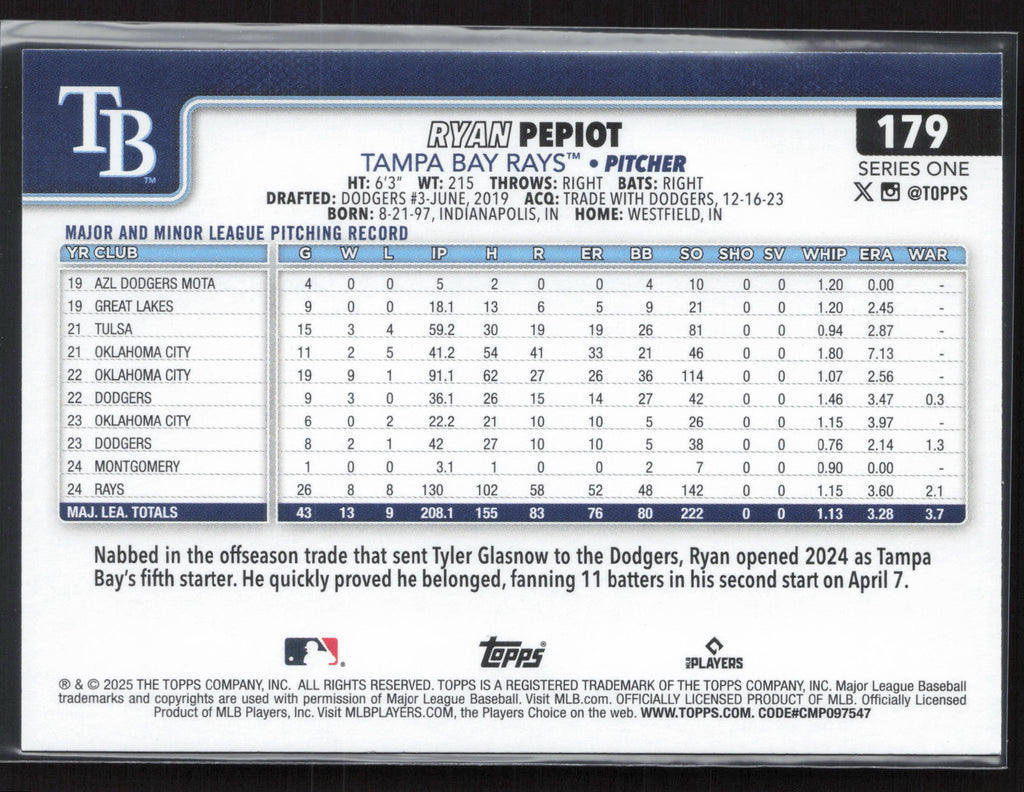 TB™
RYAN PEPIOT
179
TAMPA BAY RAYS™ • PITCHER
SERIES ONE
HT: 6'3" WT: 215 THROWS: RIGHT BATS: RIGHT
@TOPPS
DRAFTED: DODGERS #3-JUNE, 2019 ACQ: TRADE WITH DODGERS, 12-16-23
BORN: 8-21-97, INDIANAPOLIS, IN HOME: WESTFIELD, IN
MAJOR AND MINOR LEAGUE PITCHING RECORD
YR CLUB G W L IP H R ER BB SO SHO SV WHIP ERA WAR
19 AZL DODGERS MOTA 4 0 0 5 2 0 0 4 10 0 0 1.20 0.00 -
19 GREAT LAKES 9 0 0 18.1 13 6 5 9 21 0 0 1.20 2.45 -
21 TULSA 15 3 4 59.2 30 19 19 26 81 0 0 0.94 2.87 -
21 OKLAHOMA CITY 11 2 5 41.2 54 41 33 21 46 0 0 1.80 7.13 -
22 OKLAHOMA CITY 19 9 1 91.1 62 27 26 36 114 0 0 1.07 2.56 -
22 DODGERS 9 3 0 36.1 26 15 14 27 42 0 0 1.46 3.47 0.3
23 OKLAHOMA CITY 6 0 2 22.2 21 10 10 5 26 0 0 1.15 3.97 -
23 DODGERS 8 2 1 42 27 10 10 5 38 0 0 0.76 2.14 1.3
24 MONTGOMERY 1 0 0 3.1 1 0 0 2 7 0 0 0.90 0.00 -
24 RAYS 26 8 8 130 102 58 52 48 142 0 0 1.15 3.60 2.1
MAJ. LEA. TOTALS 43 13 9 208.1 155 83 76 80 222 0 0 1.13 3.28 3.7
Nabbed in the offseason trade that sent Tyler Glasnow to the Dodgers, Ryan opened 2024 as Tampa
Bay's fifth starter. He quickly proved he belonged, fanning 11 batters in his second start on April 7.
Topps®
MLB PLAYERS
® & © 2025 THE TOPPS COMPANY, INC. ALL RIGHTS RESERVED. TOPPS IS A REGISTERED TRADEMARK OF THE TOPPS COMPANY, INC. Major League Baseball
trademarks and copyrights are used with permission of Major League Baseball. Visit MLB.com. OFFICIALLY LICENSED PRODUCT OF MLB. Officially Licensed
Product of MLB Players, Inc. Visit MLBPLAYERS.COM, the Players Choice on the web. WWW.TOPPS.COM. CODE#CMP097547